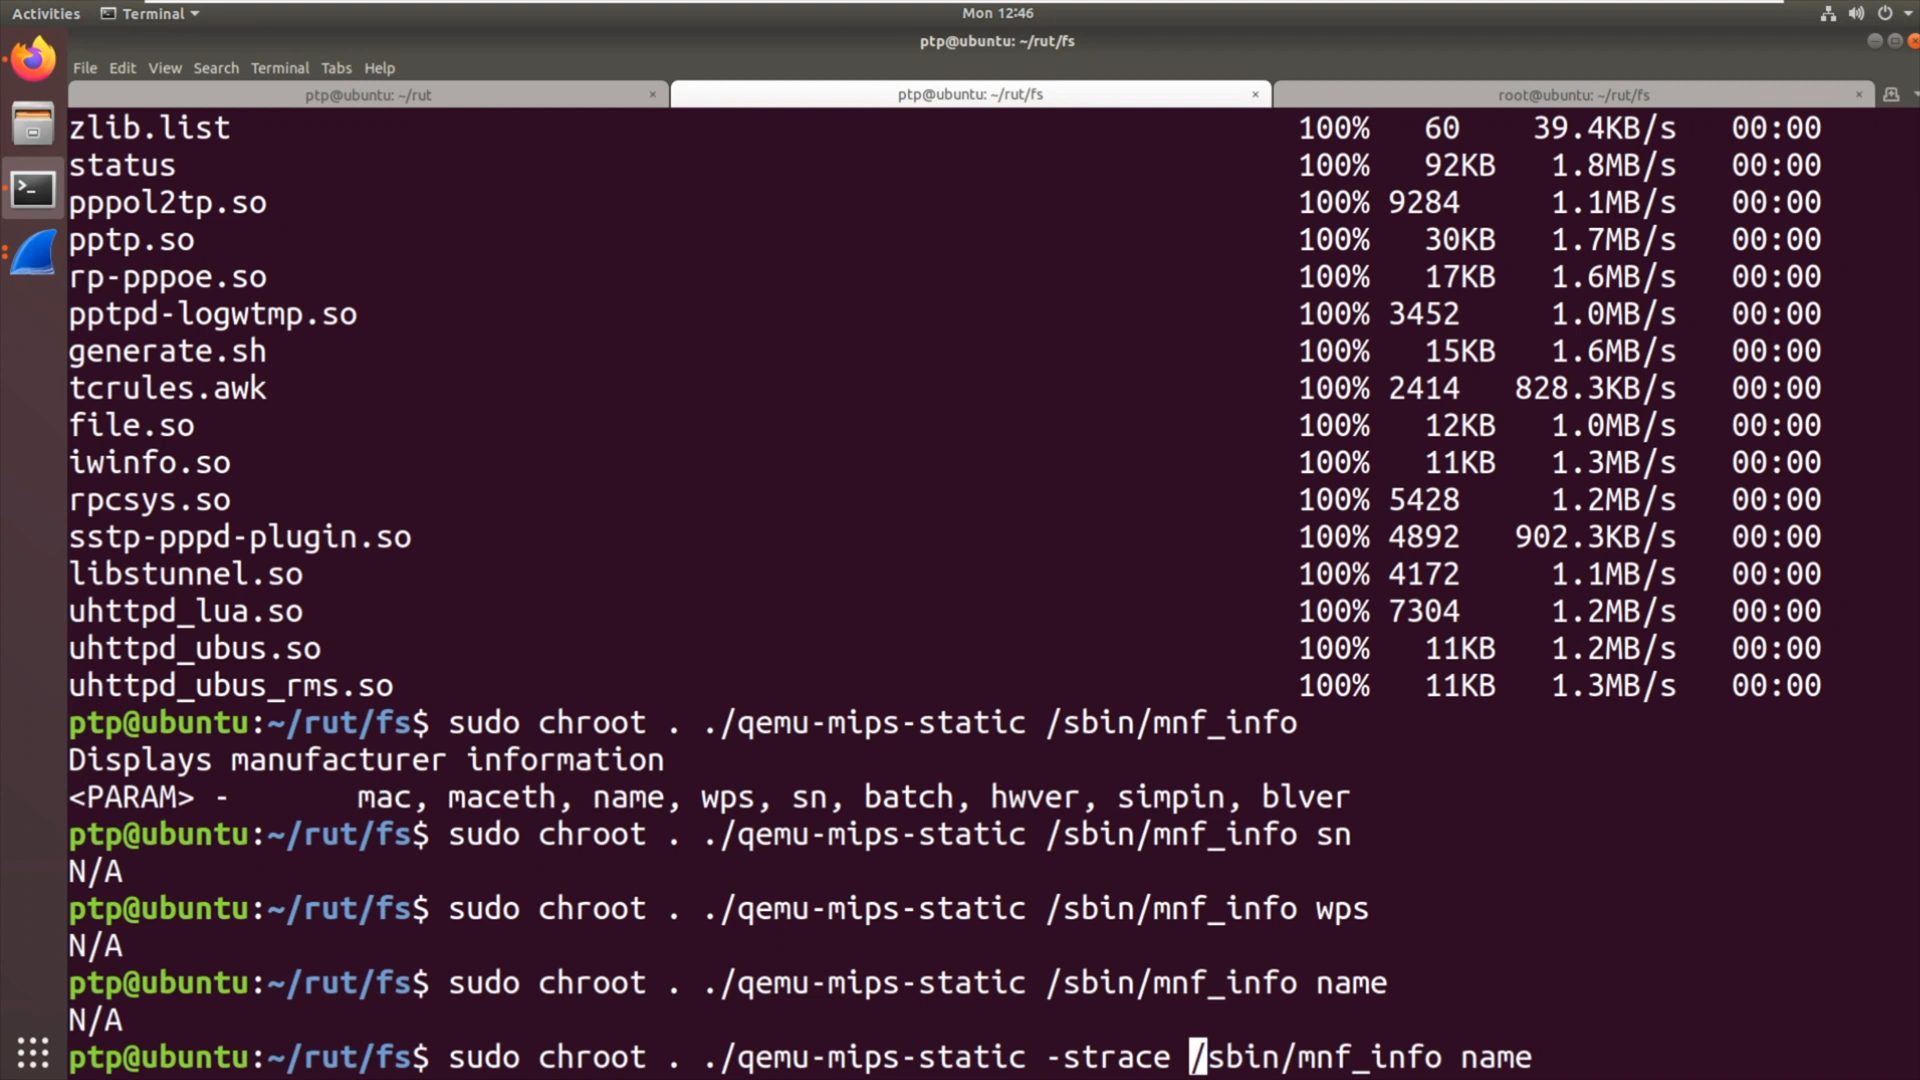 Activities Terminal Mon 12:46
ptp@ubuntu: ~/rut/fs
File Edit View Search Terminal Tabs Help
ptp@ubuntu: ~/rut × ptp@ubuntu: ~/rut/fs × root@ubuntu: ~/rut/fs ×
zlib.list 100% 60 39.4KB/s 00:00
status 100% 92KB 1.8MB/s 00:00
pppol2tp.so 100% 9284 1.1MB/s 00:00
pptp.so 100% 30KB 1.7MB/s 00:00
rp-pppoe.so 100% 17KB 1.6MB/s 00:00
pptpd-logwtmp.so 100% 3452 1.0MB/s 00:00
generate.sh 100% 15KB 1.6MB/s 00:00
tcrules.awk 100% 2414 828.3KB/s 00:00
file.so 100% 12KB 1.0MB/s 00:00
iwinfo.so 100% 11KB 1.3MB/s 00:00
rpcsys.so 100% 5428 1.2MB/s 00:00
sstp-pppd-plugin.so 100% 4892 902.3KB/s 00:00
libstunnel.so 100% 4172 1.1MB/s 00:00
uhttpd_lua.so 100% 7304 1.2MB/s 00:00
uhttpd_ubus.so 100% 11KB 1.2MB/s 00:00
uhttpd_ubus_rms.so 100% 11KB 1.3MB/s 00:00
ptp@ubuntu:~/rut/fs$ sudo chroot . ./qemu-mips-static /sbin/mnf_info
Displays manufacturer information
<PARAM> - mac, maceth, name, wps, sn, batch, hwver, simpin, blver
ptp@ubuntu:~/rut/fs$ sudo chroot . ./qemu-mips-static /sbin/mnf_info sn
N/A
ptp@ubuntu:~/rut/fs$ sudo chroot . ./qemu-mips-static /sbin/mnf_info wps
N/A
ptp@ubuntu:~/rut/fs$ sudo chroot . ./qemu-mips-static /sbin/mnf_info name
N/A
ptp@ubuntu:~/rut/fs$ sudo chroot . ./qemu-mips-static -strace /sbin/mnf_info name